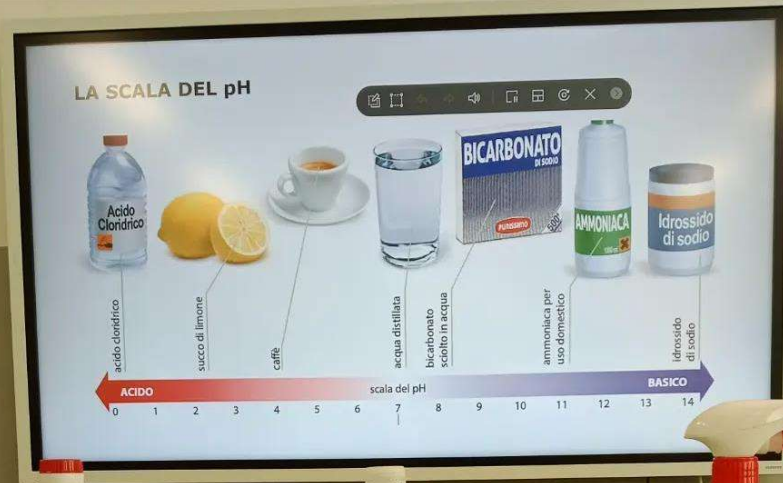 LA SCALA DEL pH
Acido
Cloridrico
BICARBONATO
DI SODIO
PURISSIMO
AMMONIACA
Idrossido
di sodio
acido cloridrico
succo di limone
caffè
acqua distillata
bicarbonato
sciolto in acqua
ammoniaca per
uso domestico
idrossido
di sodio
ACIDO
scala del pH
BASICO
0 1 2 3 4 5 6 7 8 9 10 11 12 13 14